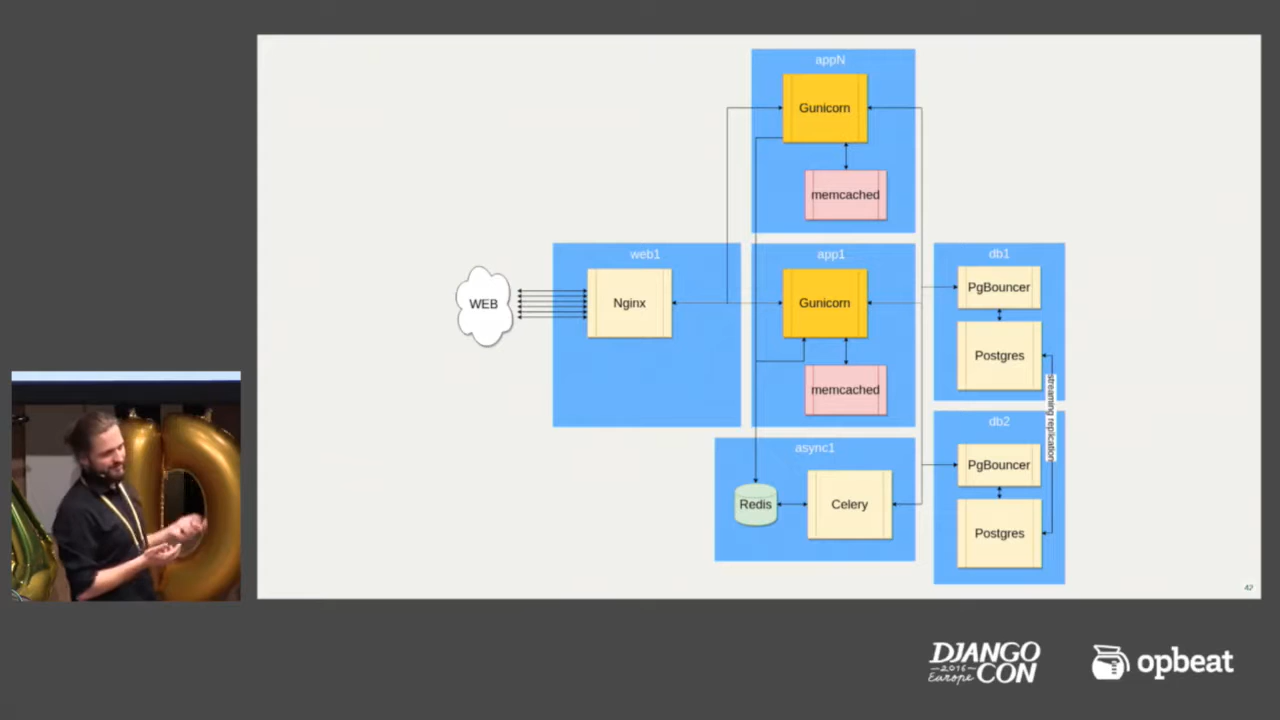 appN
Gunicorn
memcached
web1
WEB
Nginx
app1
Gunicorn
memcached
db1
PgBouncer
Postgres
streaming replication
db2
PgBouncer
Postgres
async1
Redis
Celery
42
DJANGO
2016
Europe CON
opbeat